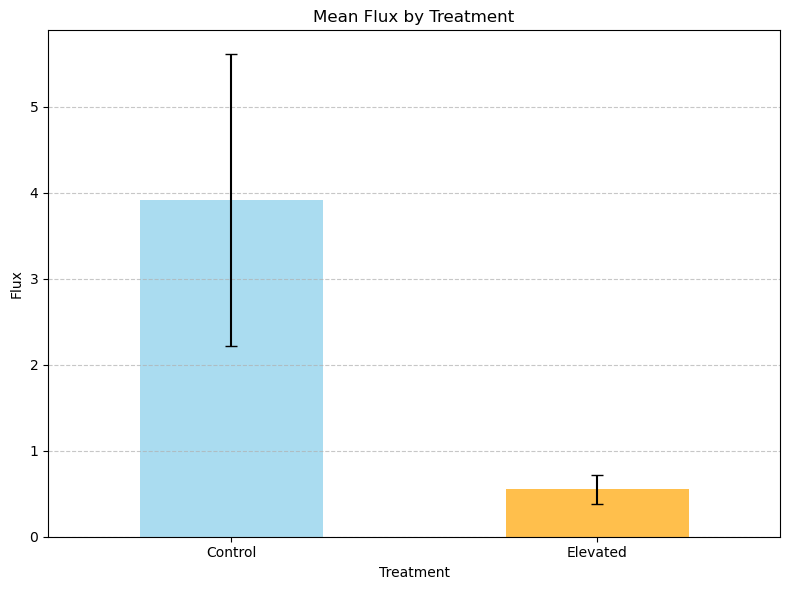 Mean Flux by Treatment
Flux
5
4
3
2
1
0
Control
Elevated
Treatment